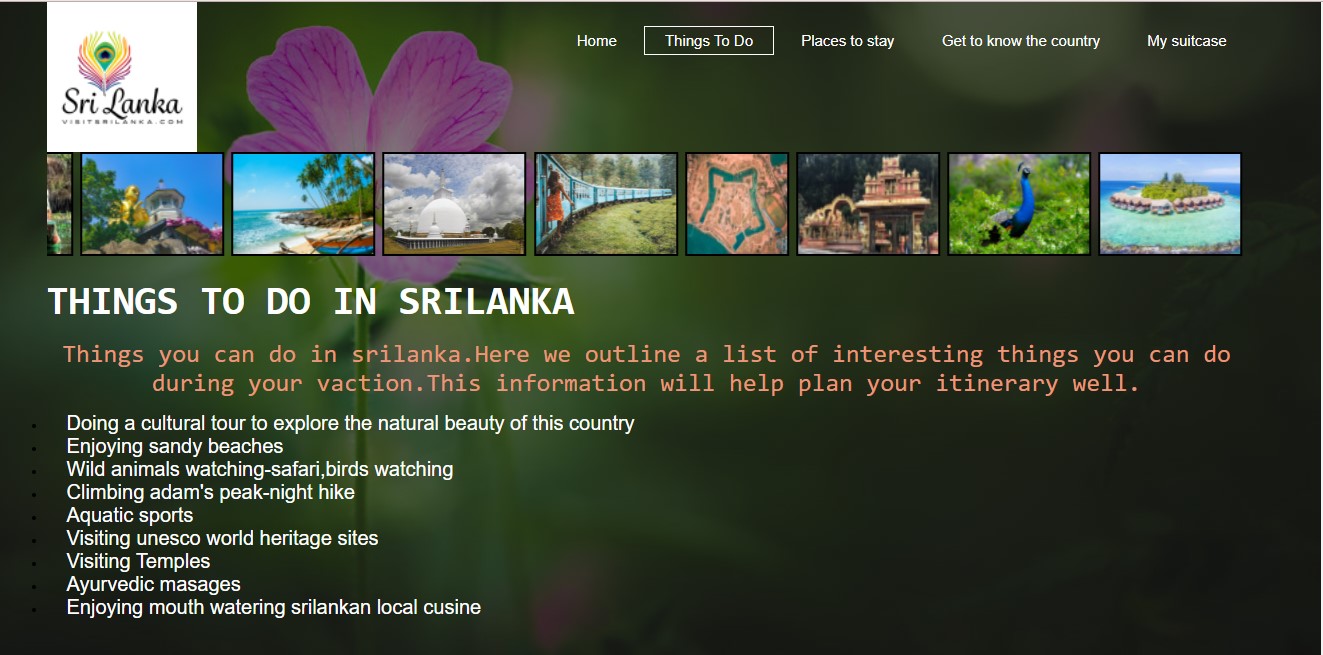 Sri Lanka
VISITSRILANKA.COM
Home
Things To Do
Places to stay
Get to know the country
My suitcase
THINGS TO DO IN SRILANKA
Things you can do in srilanka.Here we outline a list of interesting things you can do
during your vaction.This information will help plan your itinerary well.
Doing a cultural tour to explore the natural beauty of this country
Enjoying sandy beaches
Wild animals watching-safari,birds watching
Climbing adam's peak-night hike
Aquatic sports
Visiting unesco world heritage sites
Visiting Temples
Ayurvedic masages
Enjoying mouth watering srilankan local cusine